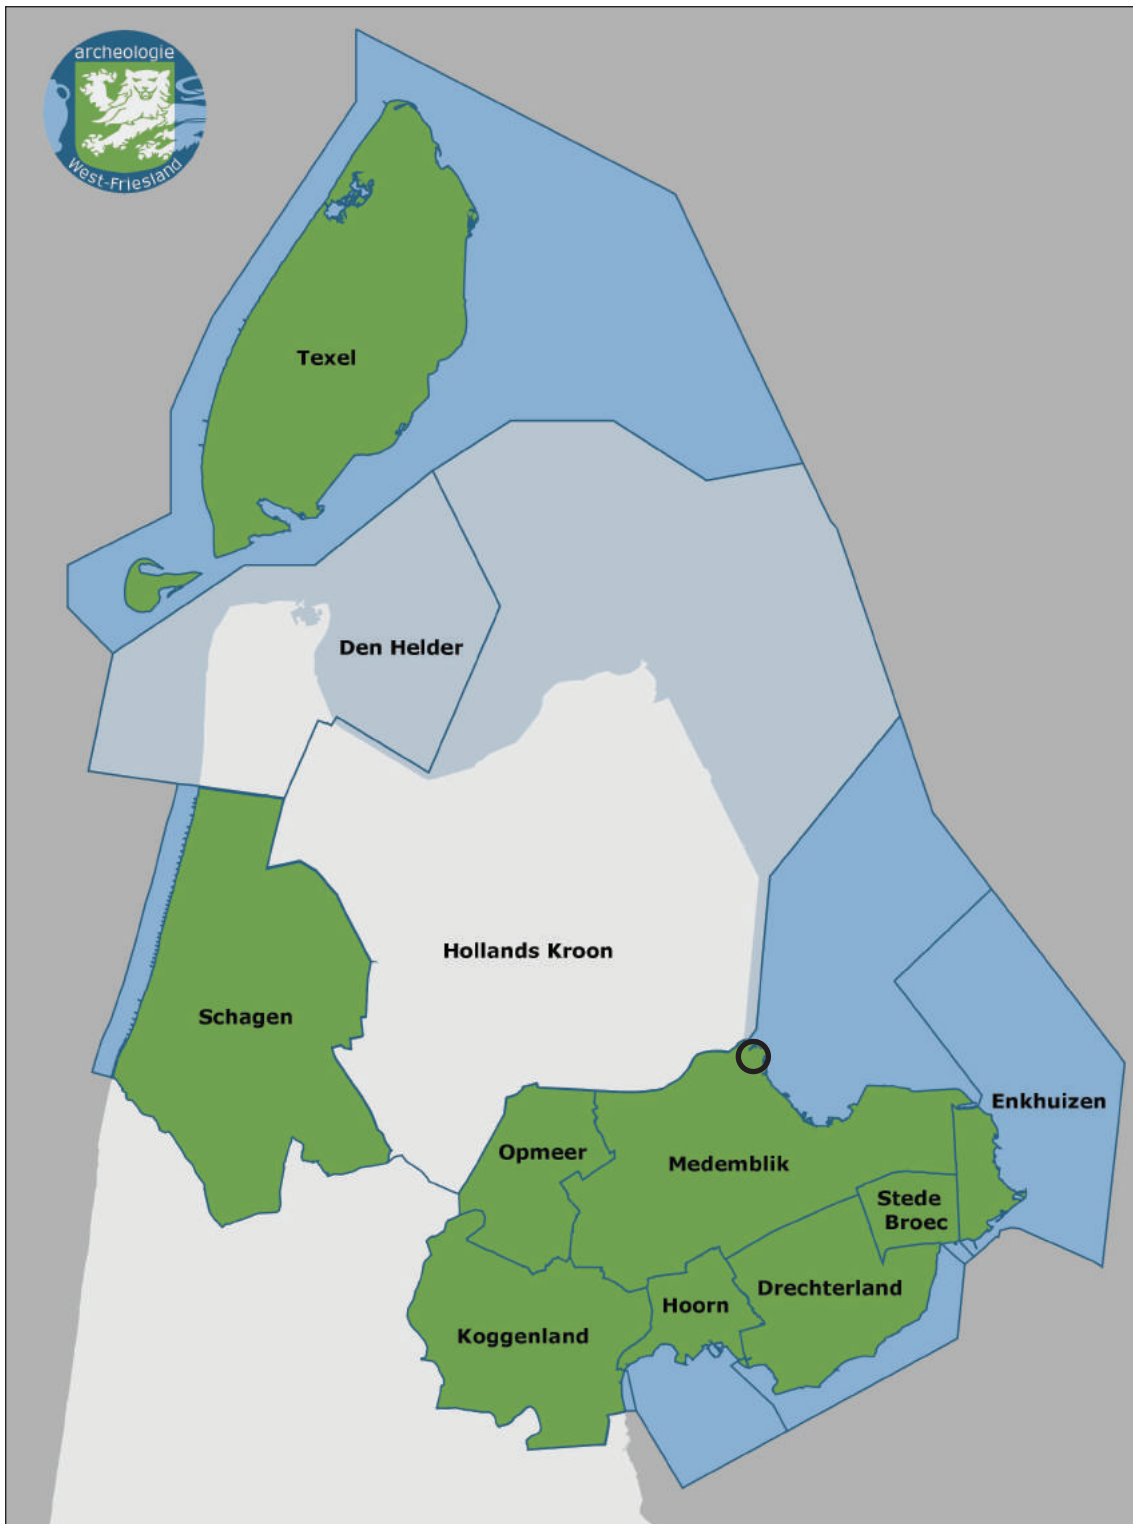 archeologie
West-Friesland
Texel
Den Helder
Hollands Kroon
Schagen
Enkhuizen
Opmeer
Medemblik
Stede
Broec
Drechterland
Hoorn
Koggenland